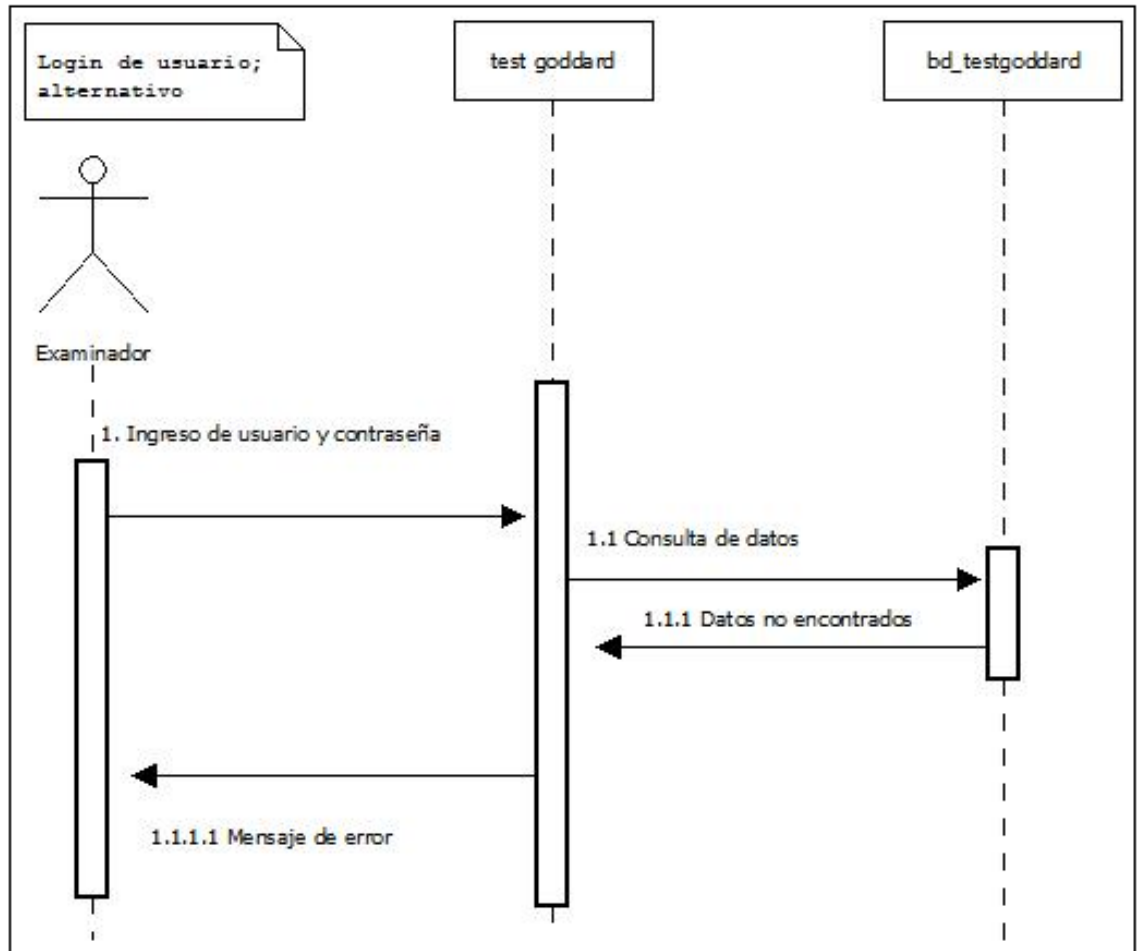 Login de usuario;
alternativo
test goddard
bd_testgoddard
Examinador
1. Ingreso de usuario y contraseña
1.1 Consulta de datos
1.1.1 Datos no encontrados
1.1.1.1 Mensaje de error